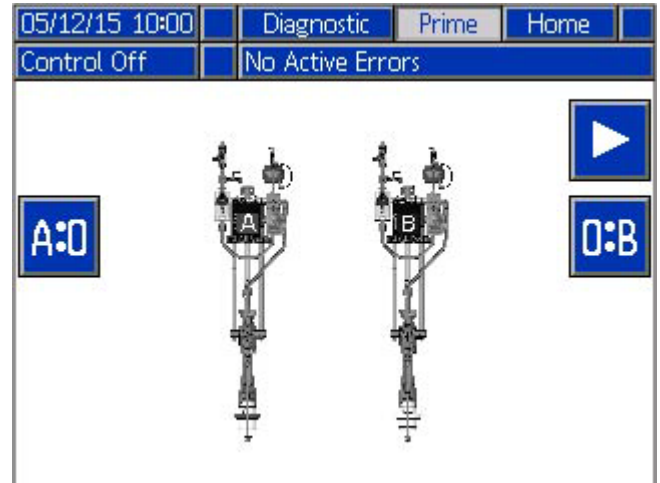 05/12/15 10:00 Diagnostic Prime Home
Control Off No Active Errors
A B
A:0 0:B